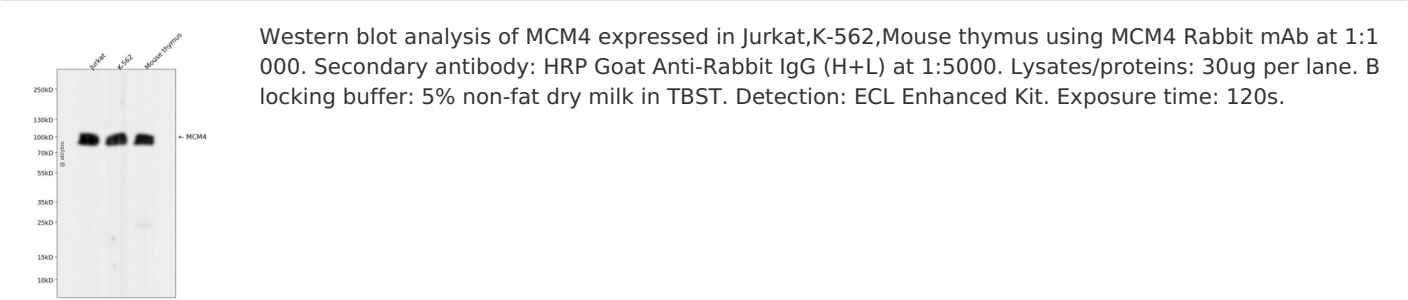 Jurkat
K-562
Mouse thymus
Western blot analysis of MCM4 expressed in Jurkat,K-562,Mouse thymus using MCM4 Rabbit mAb at 1:1
000. Secondary antibody: HRP Goat Anti-Rabbit IgG (H+L) at 1:5000. Lysates/proteins: 30ug per lane. B
locking buffer: 5% non-fat dry milk in TBST. Detection: ECL Enhanced Kit. Exposure time: 120s.
250kD
130kD
100kD
← MCM4
70kD
55kD
35kD
25kD
15kD
10kD